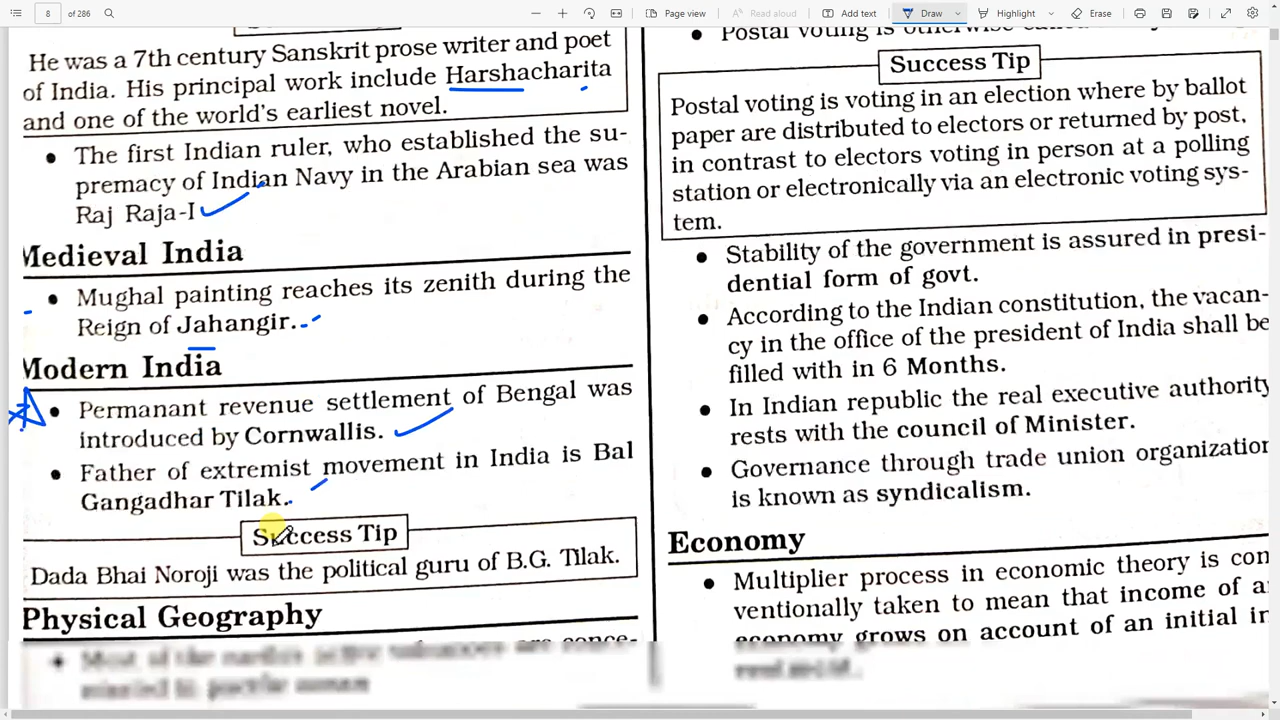 8 of 286
Page view
Read aloud
Add text
Draw
Highlight
Erase
He was a 7th century Sanskrit prose writer and poet
of India. His principal work include Harshacharita
and one of the world's earliest novel.
• The first Indian ruler, who established the su-
premacy of Indian Navy in the Arabian sea was
Raj Raja-I
Medieval India
• Mughal painting reaches its zenith during the
Reign of Jahangir.
Modern India
• Permanant revenue settlement of Bengal was
introduced by Cornwallis.
• Father of extremist movement in India is Bal
Gangadhar Tilak.
Success Tip
Dada Bhai Noroji was the political guru of B.G. Tilak.
Physical Geography
• Postal voting is otherwise
Success Tip
Postal voting is voting in an election where by ballot
paper are distributed to electors or returned by post,
in contrast to electors voting in person at a polling
station or electronically via an electronic voting sys-
tem.
• Stability of the government is assured in presi-
dential form of govt.
• According to the Indian constitution, the vacan-
cy in the office of the president of India shall be
filled with in 6 Months.
• In Indian republic the real executive authority
rests with the council of Minister.
• Governance through trade union organization
is known as syndicalism.
Economy
• Multiplier process in economic theory is con
ventionally taken to mean that income of a
economy grows on account of an initial in